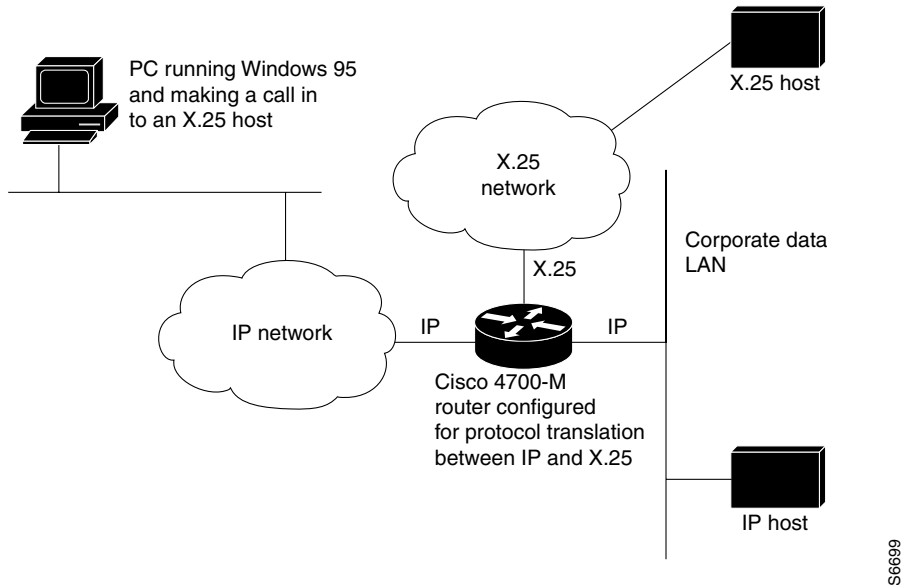 PC running Windows 95
and making a call in
to an X.25 host
X.25 host
X.25
network
Corporate data
LAN
X.25
IP network
IP
IP
Cisco 4700-M
router configured
for protocol translation
between IP and X.25
IP host
S6699